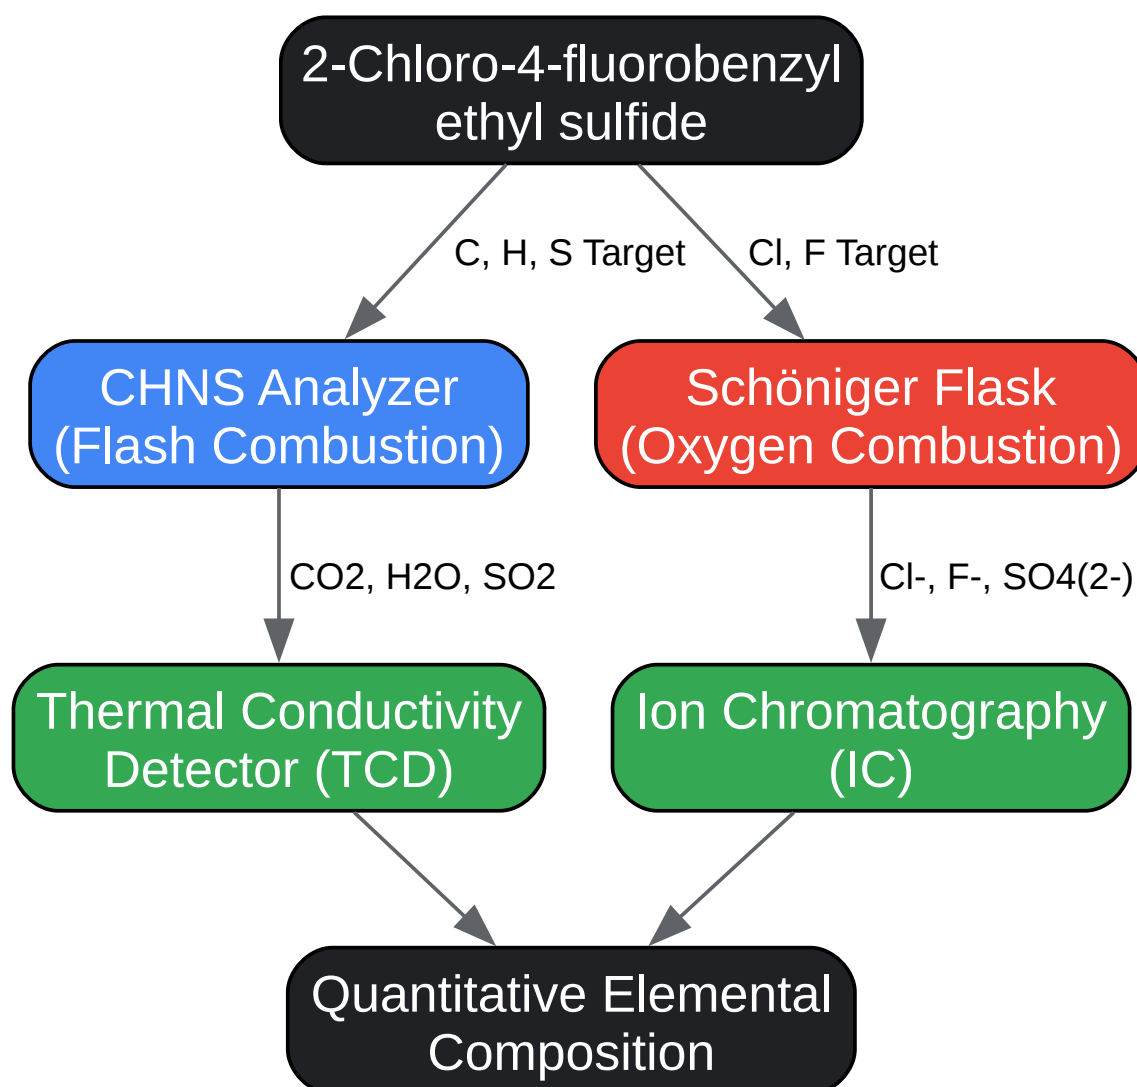 2-Chloro-4-fluorobenzyl
ethyl sulfide
C, H, S Target
Cl, F Target
CHNS Analyzer
(Flash Combustion)
Schöniger Flask
(Oxygen Combustion)
CO2, H2O, SO2
Cl-, F-, SO4(2-)
Thermal Conductivity
Detector (TCD)
Ion Chromatography
(IC)
Quantitative Elemental
Composition